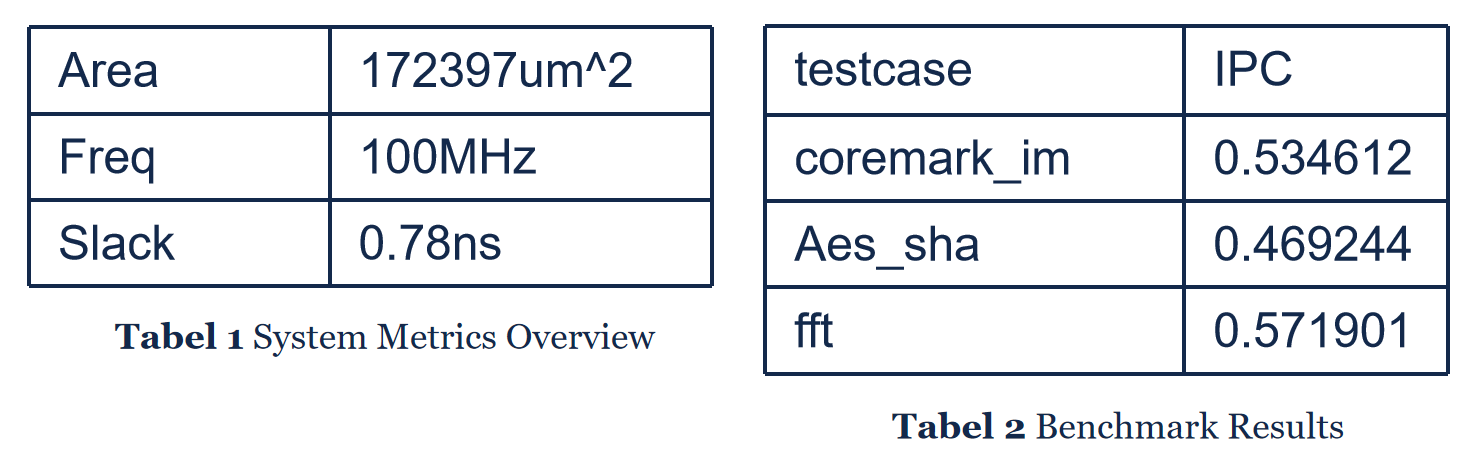 Area 172397um^2
Freq 100MHz
Slack 0.78ns
Tabel 1 System Metrics Overview
testcase IPC
coremark_im 0.534612
Aes_sha 0.469244
fft 0.571901
Tabel 2 Benchmark Results